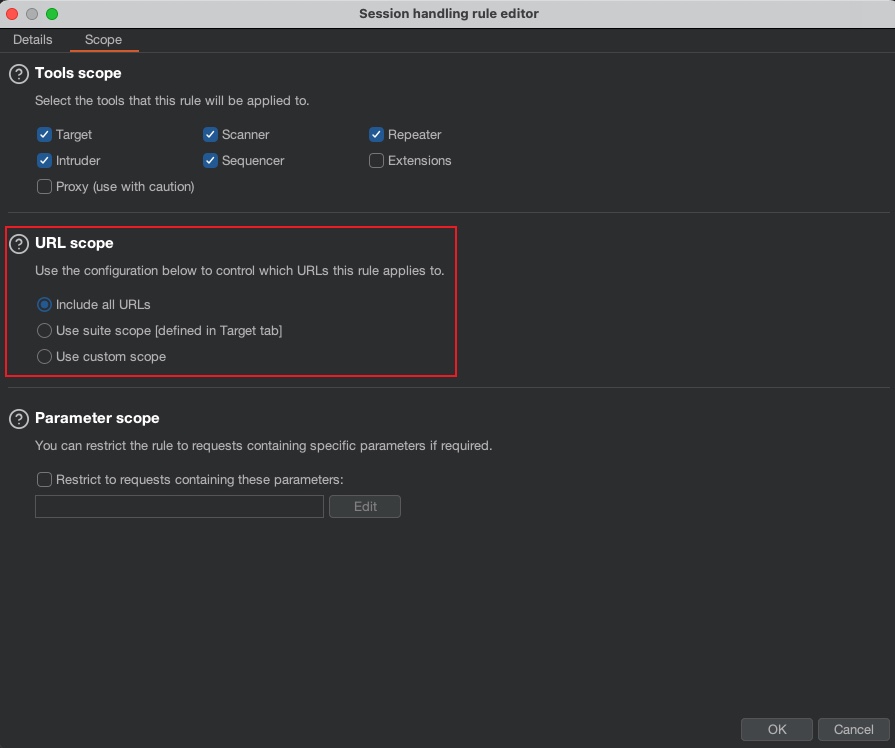 Session handling rule editor
Details Scope
? Tools scope
Select the tools that this rule will be applied to.
Target Scanner Repeater
Intruder Sequencer Extensions
Proxy (use with caution)
? URL scope
Use the configuration below to control which URLs this rule applies to.
Include all URLs
Use suite scope [defined in Target tab]
Use custom scope
? Parameter scope
You can restrict the rule to requests containing specific parameters if required.
Restrict to requests containing these parameters:
Edit
OK Cancel